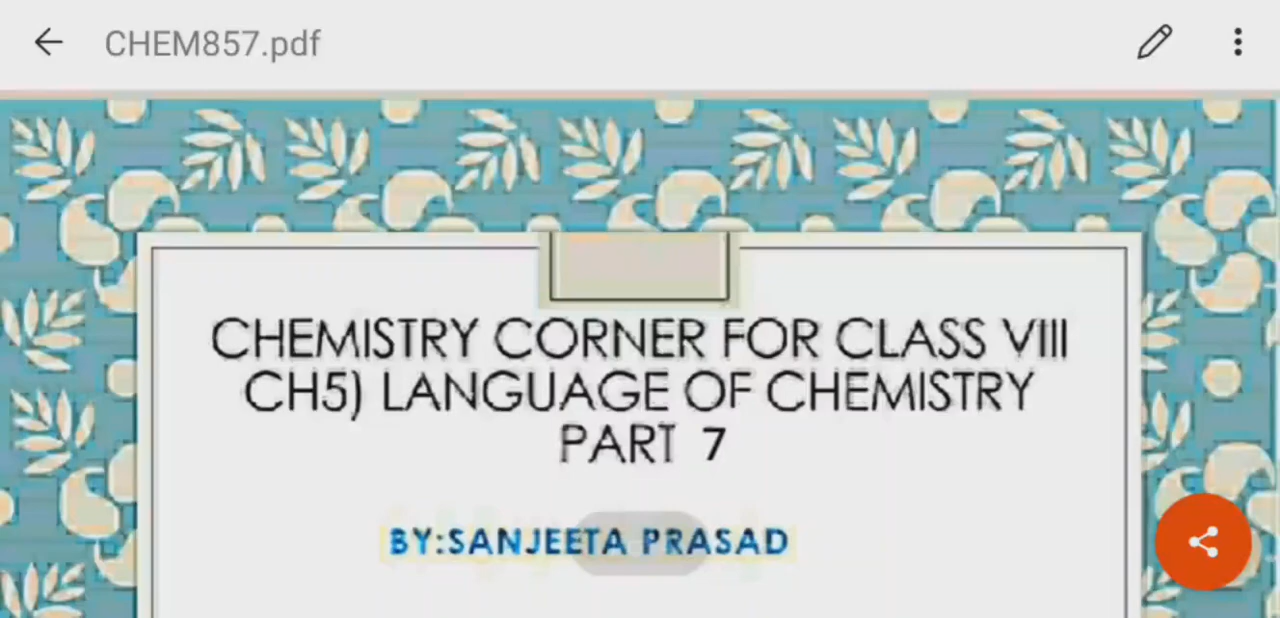 CHEM857.pdf
CHEMISTRY CORNER FOR CLASS VIII
CH5) LANGUAGE OF CHEMISTRY
PART 7
BY:SANJEETA PRASAD